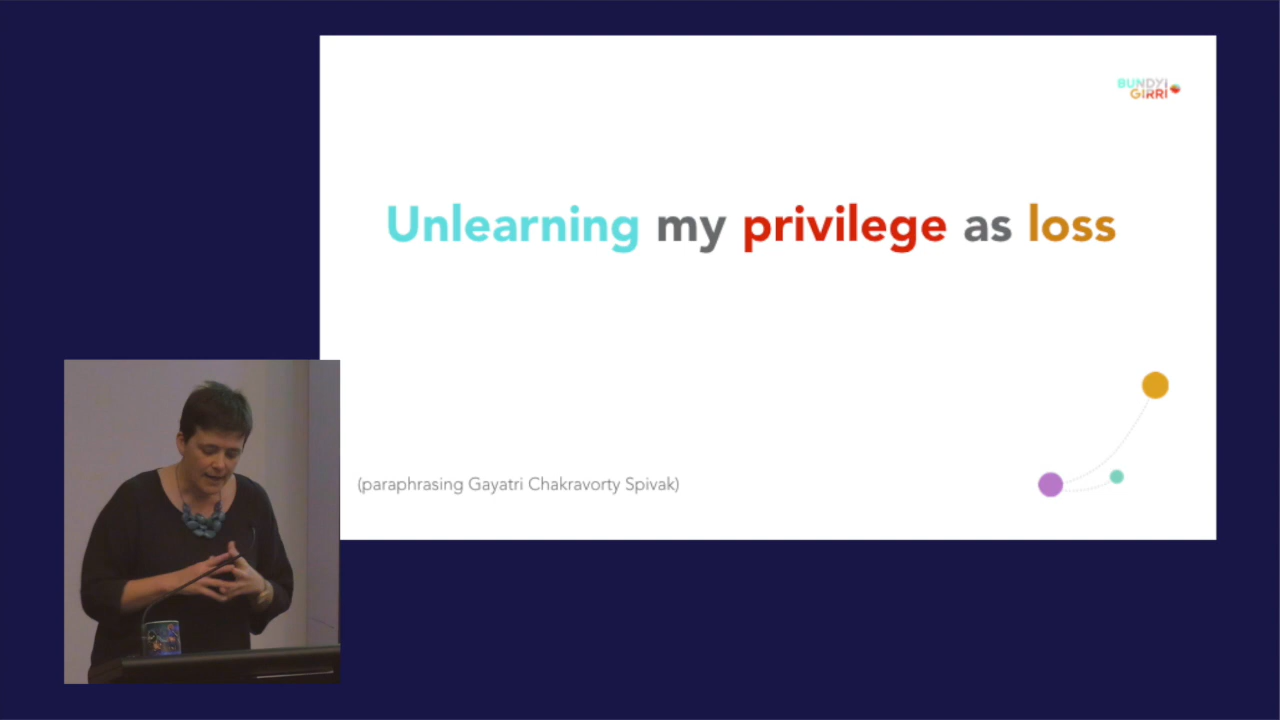 BUNDYI
GIRRI
Unlearning my privilege as loss
(paraphrasing Gayatri Chakravorty Spivak)